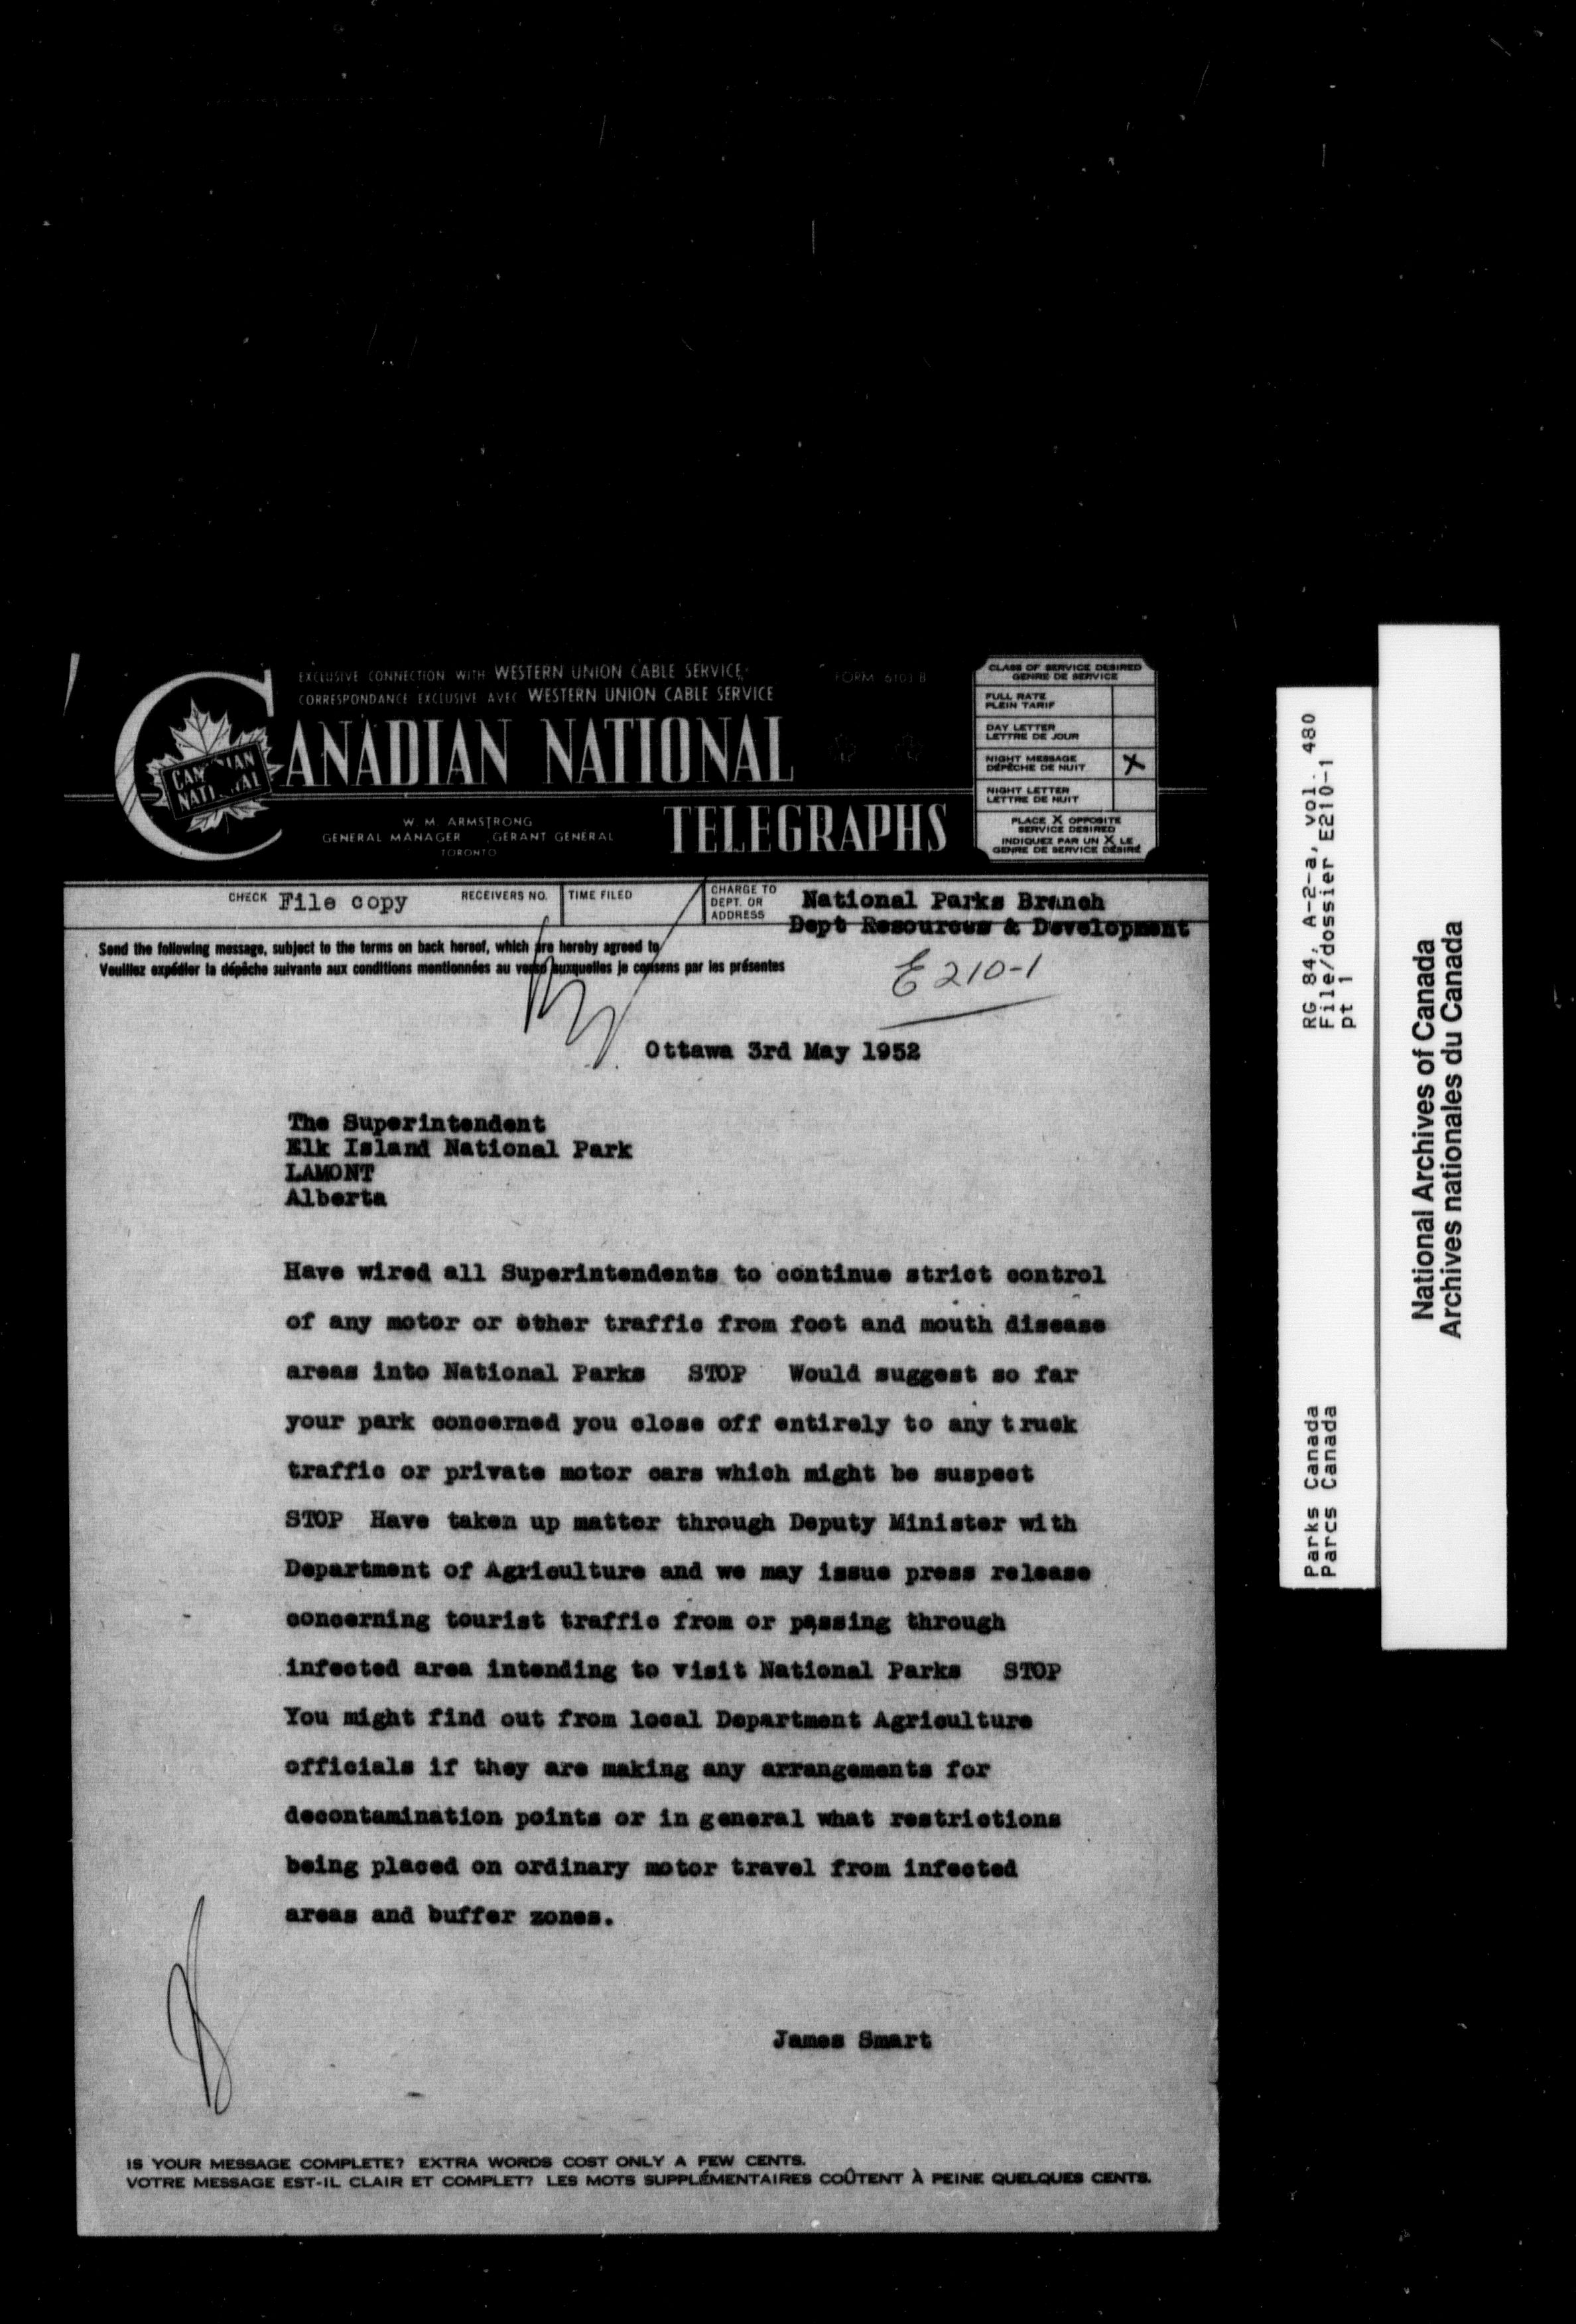 EXCLUSIVE CONNECTION WITH WESTERN UNION CABLE SERVICE
CORRESPONDANCE EXCLUSIVE AVEC WESTERN UNION CABLE SERVICE
FORM 6103 B
CANADIAN NATIONAL
TELEGRAPHS
CANADIAN
NATIONAL
W. M. ARMSTRONG
GENERAL MANAGER GERANT GENERAL
TORONTO
CLASS OF SERVICE DESIRED
GENRE DE SERVICE
FULL RATE
PLEIN TARIF
DAY LETTER
LETTRE DE JOUR
NIGHT MESSAGE
DÉPÊCHE DE NUIT X
NIGHT LETTER
LETTRE DE NUIT
PLACE X OPPOSITE
SERVICE DESIRED
INDIQUEZ PAR UN X LE
GENRE DE SERVICE DÉSIRÉ
CHECK File copy RECEIVERS NO. TIME FILED CHARGE TO DEPT. OR ADDRESS National Parks Branch
Dept Resources & Development
Send the following message, subject to the terms on back hereof, which are hereby agreed to
Veuillez expédier la dépêche suivante aux conditions mentionnées au verso auxquelles je consens par les présentes
E 210-1
Ottawa 3rd May 1952
The Superintendent
Elk Island National Park
LAMONT
Alberta
Have wired all Superintendents to continue strict control
of any motor or other traffic from foot and mouth disease
areas into National Parks STOP Would suggest so far
your park concerned you close off entirely to any truck
traffic or private motor cars which might be suspect
STOP Have taken up matter through Deputy Minister with
Department of Agriculture and we may issue press release
concerning tourist traffic from or passing through
infected area intending to visit National Parks STOP
You might find out from local Department Agriculture
officials if they are making any arrangements for
decontamination points or in general what restrictions
being placed on ordinary motor travel from infected
areas and buffer zones.
James Smart
IS YOUR MESSAGE COMPLETE? EXTRA WORDS COST ONLY A FEW CENTS.
VOTRE MESSAGE EST-IL CLAIR ET COMPLET? LES MOTS SUPPLÉMENTAIRES COÛTENT À PEINE QUELQUES CENTS.
Parks Canada RG 84, A-2-a, vol. 480
Parcs Canada File/dossier E210-1
pt 1
National Archives of Canada
Archives nationales du Canada